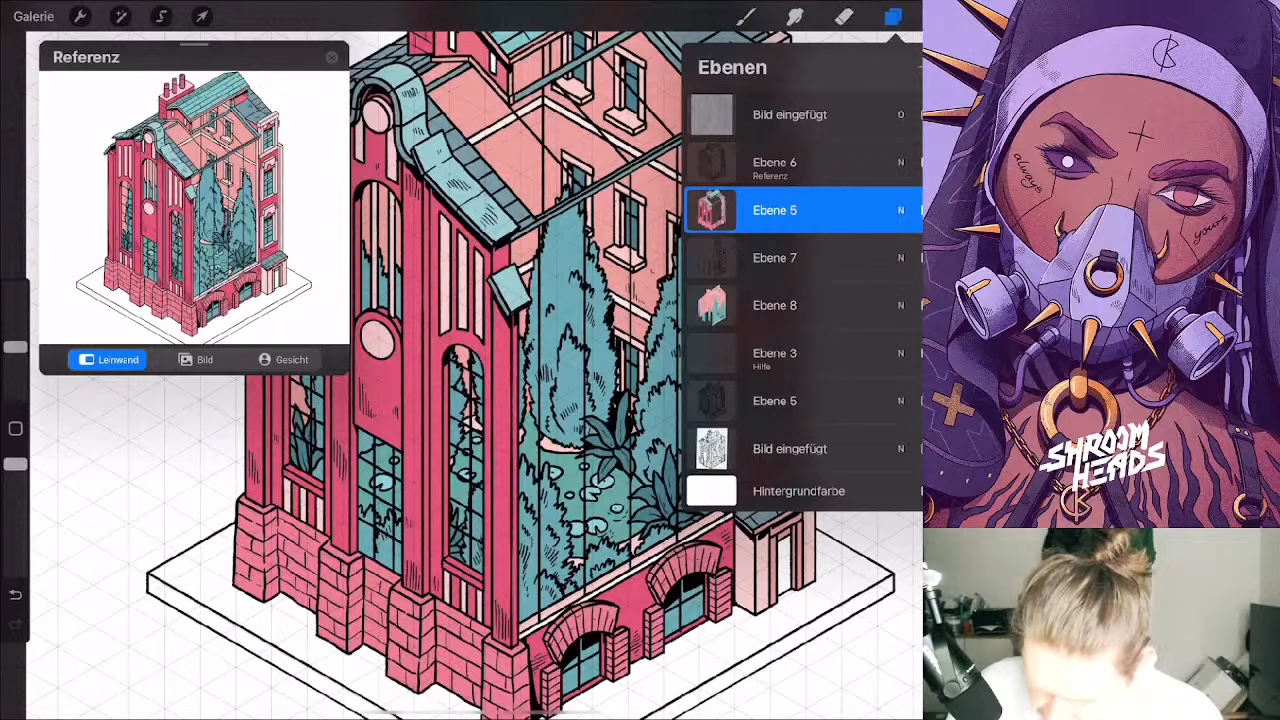 Galerie
Referenz
Leinwand
Bild
Gesicht
Ebenen
Bild eingefügt
O
Ebene 6
N
Referenz
Ebene 5
N
Ebene 7
N
Ebene 8
N
Ebene 3
N
Hilfe
Ebene 5
N
Bild eingefügt
N
Hintergrundfarbe
always
your
SHROOM
HEADS